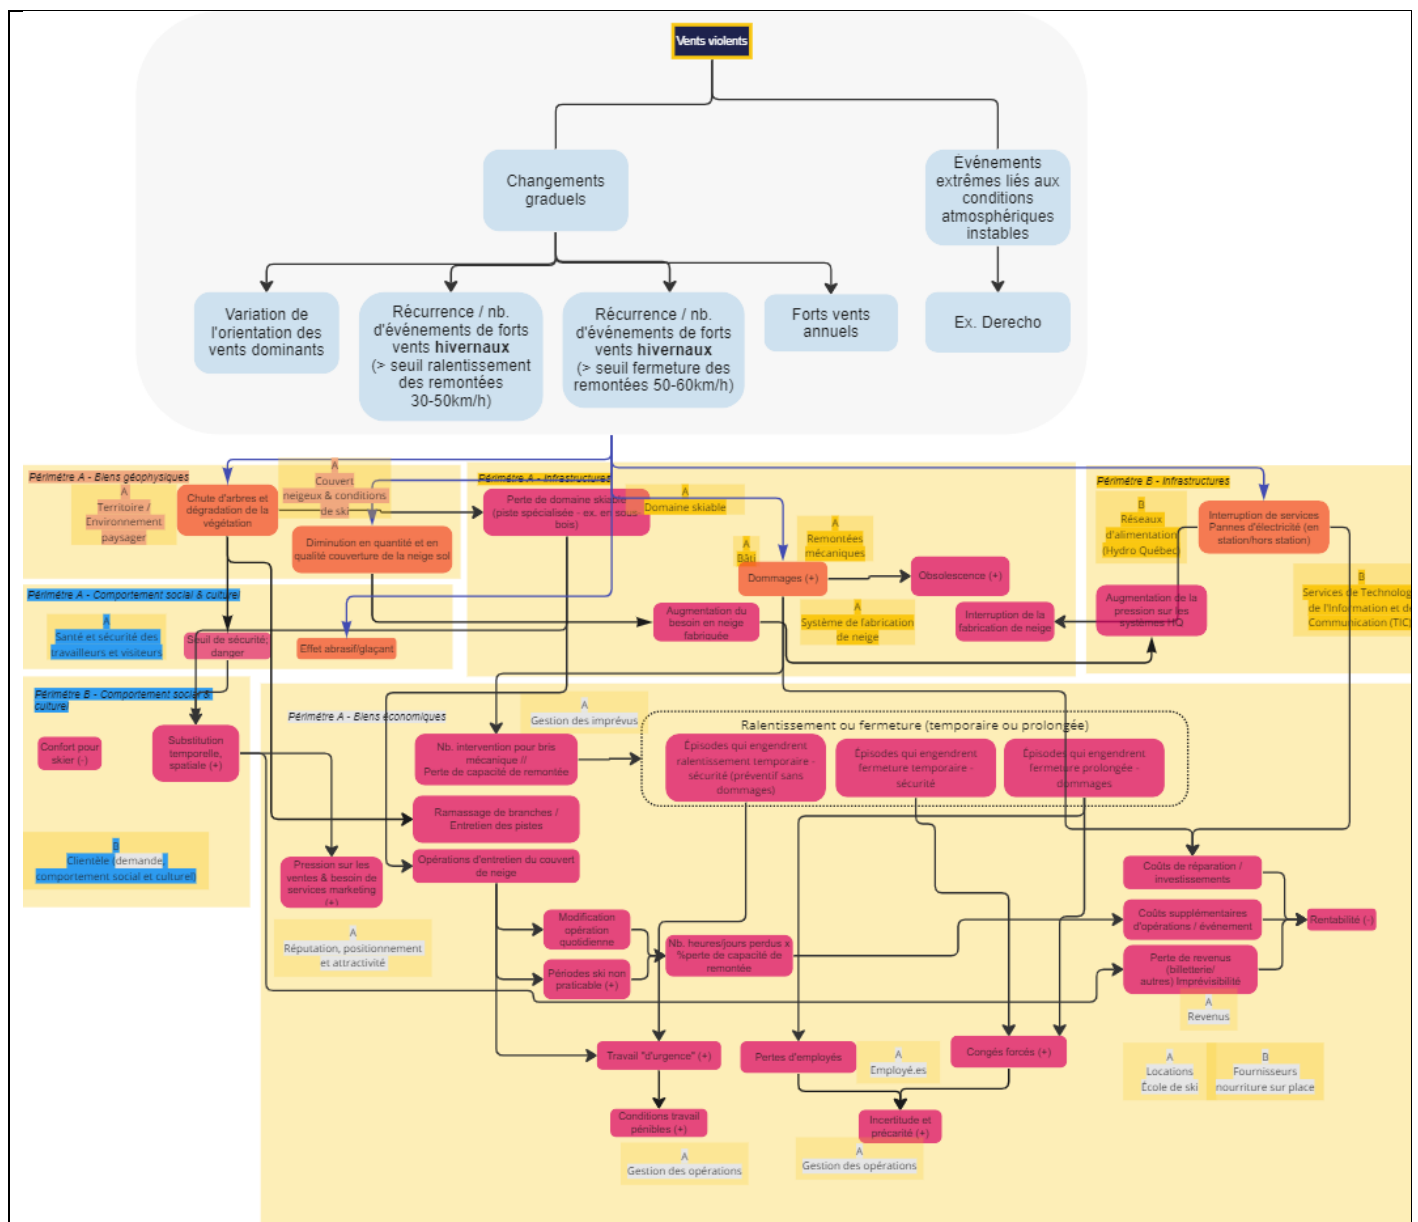 Vents violents
Changements
graduels
Événements
extrêmes liés aux
conditions
atmosphériques
instables
Variation de
l'orientation des
vents dominants
Récurrence / nb.
d'événements de forts
vents hivernaux
(> seuil ralentissement
des remontées
30-50km/h)
Récurrence / nb.
d'événements de forts
vents hivernaux
(> seuil fermeture des
remontées 50-60km/h)
Forts vents
annuels
Ex. Derecho
Périmétre A - Biens géophysiques
A
Territoire /
Environnement
paysager
Chute d'arbres et
dégradation de la
végétation
A
Couvert
neigeux & conditions
de ski
Diminution en quantité et en
qualité couverture de la neige sol
Périmétre A - Infrastructures
Perte de domaine skiable
(piste spécialisée - ex. en sous-
bois)
A
Domaine skiable
A
Bâti
A
Remontées
mécaniques
Dommages (+)
Obsolescence (+)
Augmentation du
besoin en neige
fabriquée
A
Système de fabrication
de neige
Interruption de la
fabrication de neige
Périmétre B - Infrastructures
B
Réseaux
d'alimentation
(Hydro Québec)
Interruption de services
Pannes d'électricité (en
station/hors station)
Augmentation de la
pression sur les
systèmes HQ
B
Services de Technolog
de l'Information et de
Communication (TIC)
Périmétre A - Comportement social & culturel
A
Santé et sécurité des
travailleurs et visiteurs
Seuil de sécurité;
danger
Effet abrasif/glaçant
Périmétre B - Comportement social &
culturel
Confort pour
skier (-)
Substitution
temporelle,
spatiale (+)
B
Clientèle (demande,
comportement social et culturel)
Périmétre A - Biens économiques
A
Gestion des imprévus
Nb. intervention pour bris
mécanique //
Perte de capacité de remontée
Ralentissement ou fermeture (temporaire ou prolongée)
Épisodes qui engendrent
ralentissement temporaire -
sécurité (préventif sans
dommages)
Épisodes qui engendrent
fermeture temporaire -
sécurité
Épisodes qui engendrent
fermeture prolongée -
dommages
Ramassage de branches /
Entretien des pistes
Pression sur les
ventes & besoin de
services marketing
(+)
Opérations d'entretien du couvert
de neige
A
Réputation, positionnement
et attractivité
Modification
opération
quotidienne
Périodes ski non
praticable (+)
Nb. heures/jours perdus x
%perte de capacité de
remontée
Coûts de réparation /
investissements
Coûts supplémentaires
d'opérations / événement
Perte de revenus
(billetterie/
autres) Imprévisibilité
Rentabilité (-)
A
Revenus
Travail "d'urgence" (+)
Pertes d'employés
A
Employé.es
Congés forcés (+)
A
Locations
École de ski
B
Fournisseurs
nourriture sur place
Conditions travail
pénibles (+)
Incertitude et
précarité (+)
A
Gestion des opérations
A
Gestion des opérations